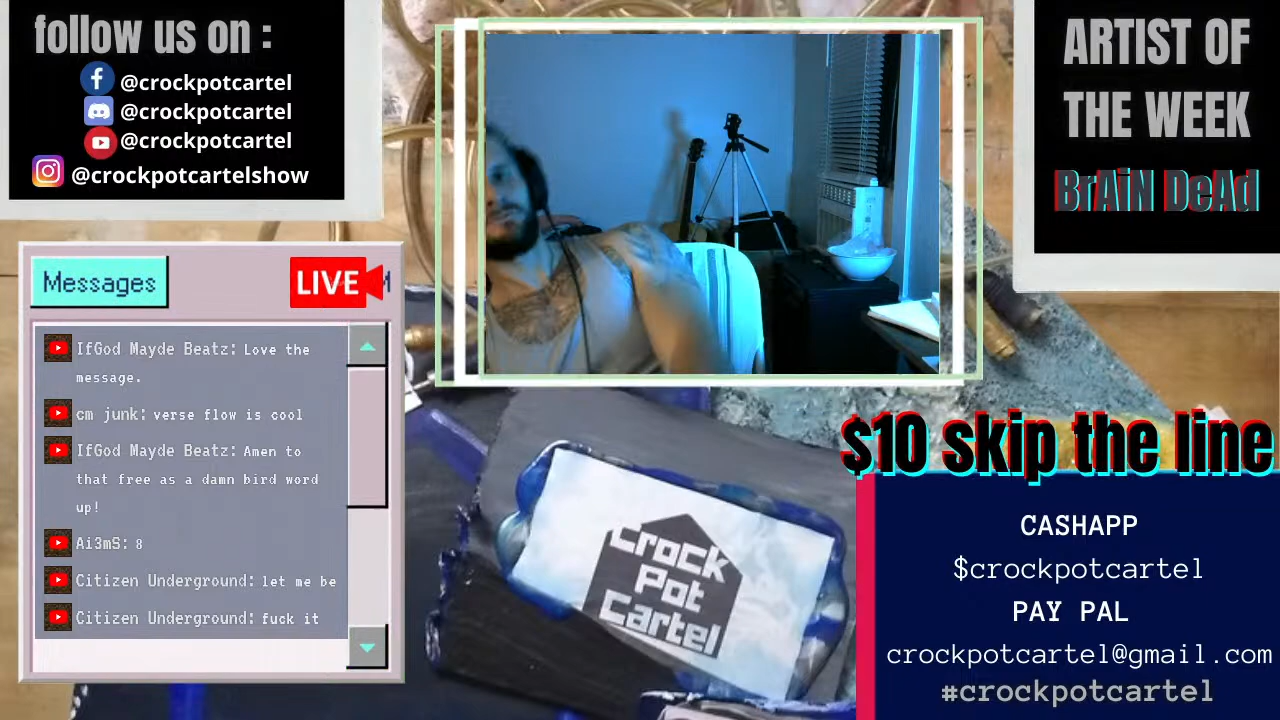 follow us on :
@crockpotcartel
@crockpotcartel
@crockpotcartel
@crockpotcartelshow
ARTIST OF
THE WEEK
BrAiN DeAd
Messages
LIVE
IfGod Mayde Beatz: Love the
message.
cm junk: verse flow is cool
IfGod Mayde Beatz: Amen to
that free as a damn bird word
up!
Ai3mS: 8
Citizen Underground: let me be
Citizen Underground: fuck it
Crock
Pot
Cartel
$10 skip the line
CASHAPP
$crockpotcartel
PAY PAL
crockpotcartel@gmail.com
#crockpotcartel